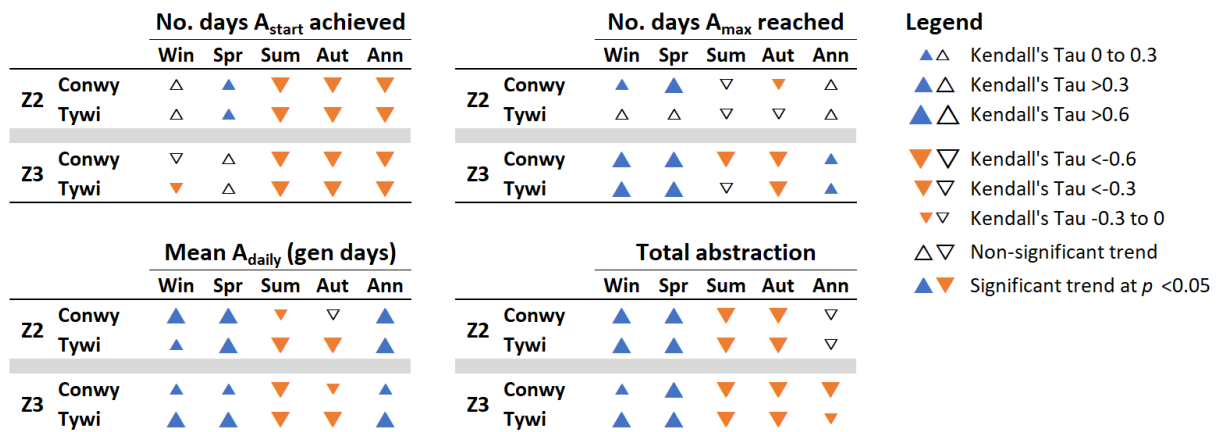 No. days Astart achieved
Win Spr Sum Aut Ann
Z2
Conwy
Tywi
Z3
Conwy
Tywi
No. days Amax reached
Win Spr Sum Aut Ann
Z2
Conwy
Tywi
Z3
Conwy
Tywi
Legend
Kendall's Tau 0 to 0.3
Kendall's Tau >0.3
Kendall's Tau >0.6
Kendall's Tau <-0.6
Kendall's Tau <-0.3
Kendall's Tau -0.3 to 0
Non-significant trend
Significant trend at p <0.05
Mean Adaily (gen days)
Win Spr Sum Aut Ann
Z2
Conwy
Tywi
Z3
Conwy
Tywi
Total abstraction
Win Spr Sum Aut Ann
Z2
Conwy
Tywi
Z3
Conwy
Tywi